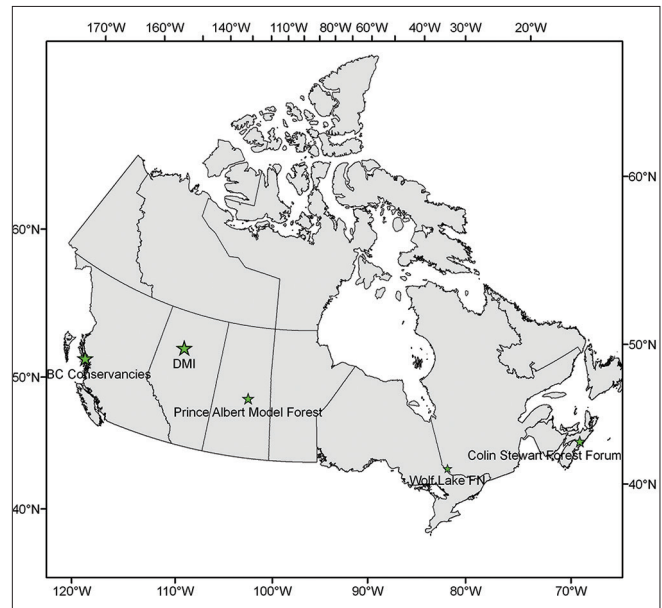 170°W 160°W 140°W 110°W 80°W 60°W 40°W 30°W 20°W
60°N
60°N
50°N
DMI
BC Conservancies
50°N
Prince Albert Model Forest
Colin Stewart Forest Forum
Wolf Lake FN
40°N
40°N
120°W 110°W 100°W 90°W 80°W 70°W